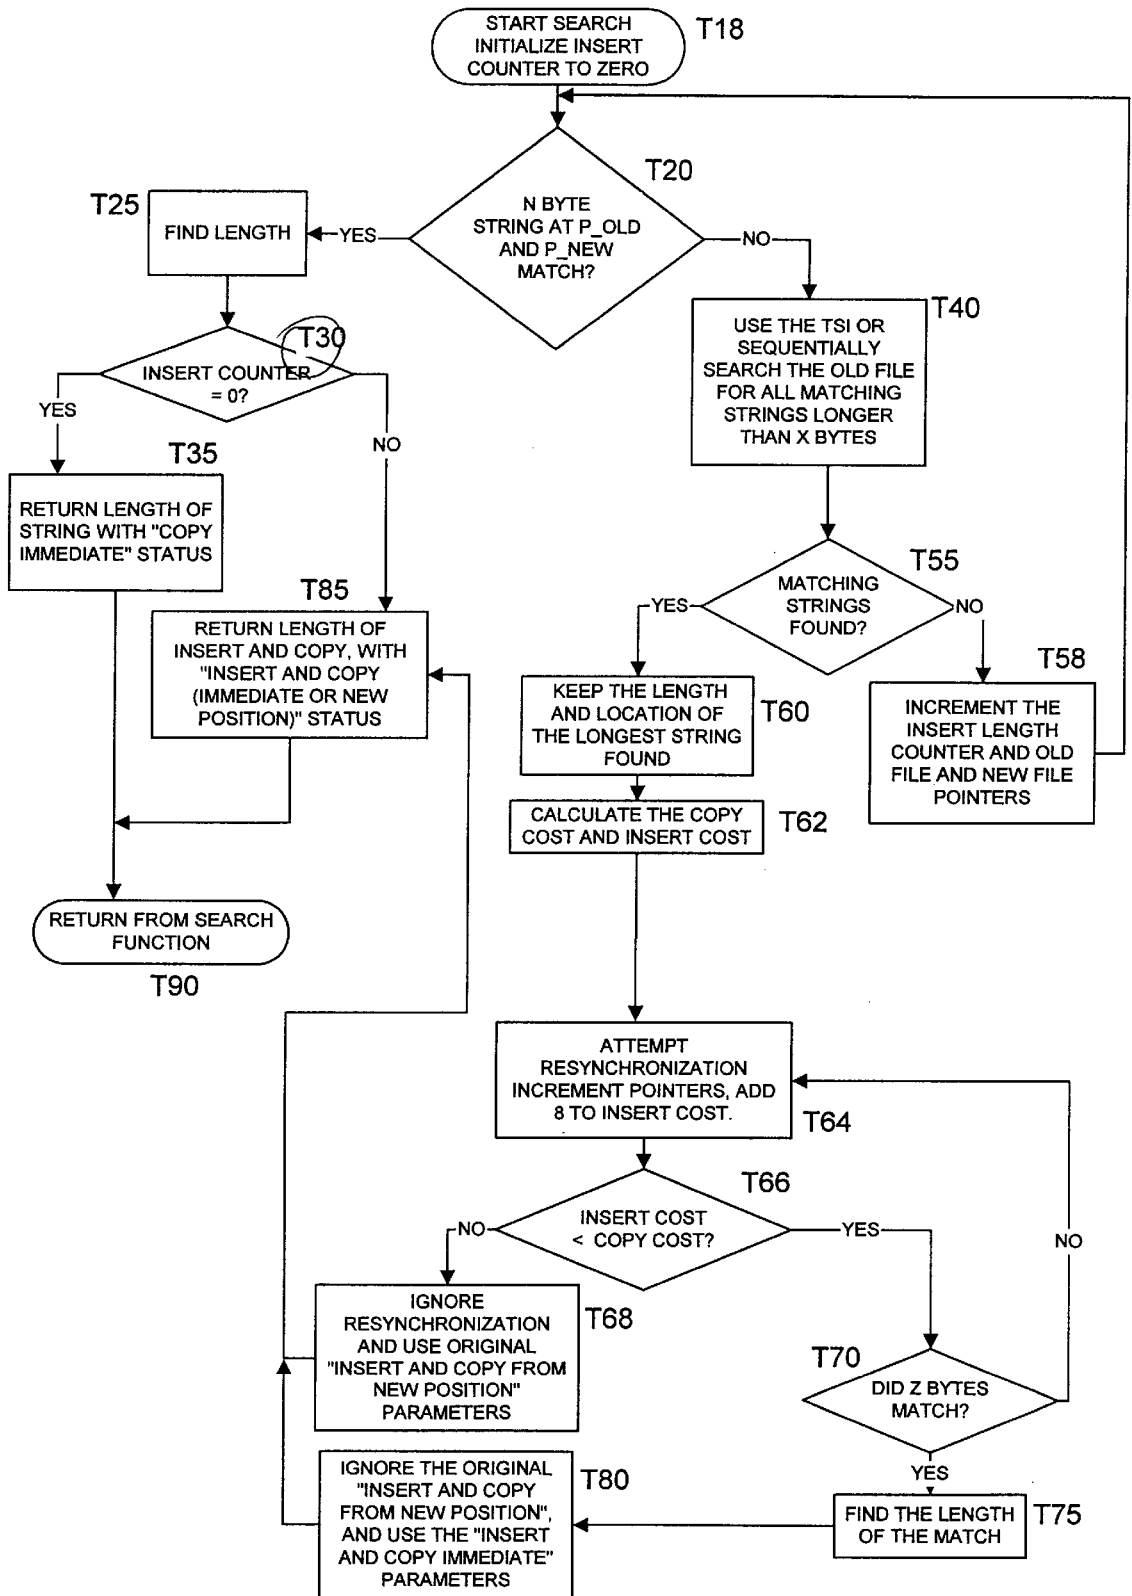 START SEARCH
INITIALIZE INSERT
COUNTER TO ZERO
T18
T20
N BYTE
STRING AT P_OLD
AND P_NEW
MATCH?
YES
NO
T25
FIND LENGTH
T30
INSERT COUNTER
= 0?
YES
NO
T35
RETURN LENGTH OF
STRING WITH "COPY
IMMEDIATE" STATUS
T40
USE THE TSI OR
SEQUENTIALLY
SEARCH THE OLD FILE
FOR ALL MATCHING
STRINGS LONGER
THAN X BYTES
T55
MATCHING
STRINGS
FOUND?
YES
NO
T85
RETURN LENGTH OF
INSERT AND COPY, WITH
"INSERT AND COPY
(IMMEDIATE OR NEW
POSITION)" STATUS
T58
INCREMENT THE
INSERT LENGTH
COUNTER AND OLD
FILE AND NEW FILE
POINTERS
KEEP THE LENGTH
AND LOCATION OF
THE LONGEST STRING
FOUND
T60
CALCULATE THE COPY
COST AND INSERT COST
T62
RETURN FROM SEARCH
FUNCTION
T90
ATTEMPT
RESYNCHRONIZATION
INCREMENT POINTERS, ADD
8 TO INSERT COST.
T64
T66
INSERT COST
< COPY COST?
NO
YES
NO
IGNORE
RESYNCHRONIZATION
AND USE ORIGINAL
"INSERT AND COPY FROM
NEW POSITION"
PARAMETERS
T68
T70
DID Z BYTES
MATCH?
YES
IGNORE THE ORIGINAL
"INSERT AND COPY
FROM NEW POSITION",
AND USE THE "INSERT
AND COPY IMMEDIATE"
PARAMETERS
T80
FIND THE LENGTH
OF THE MATCH
T75